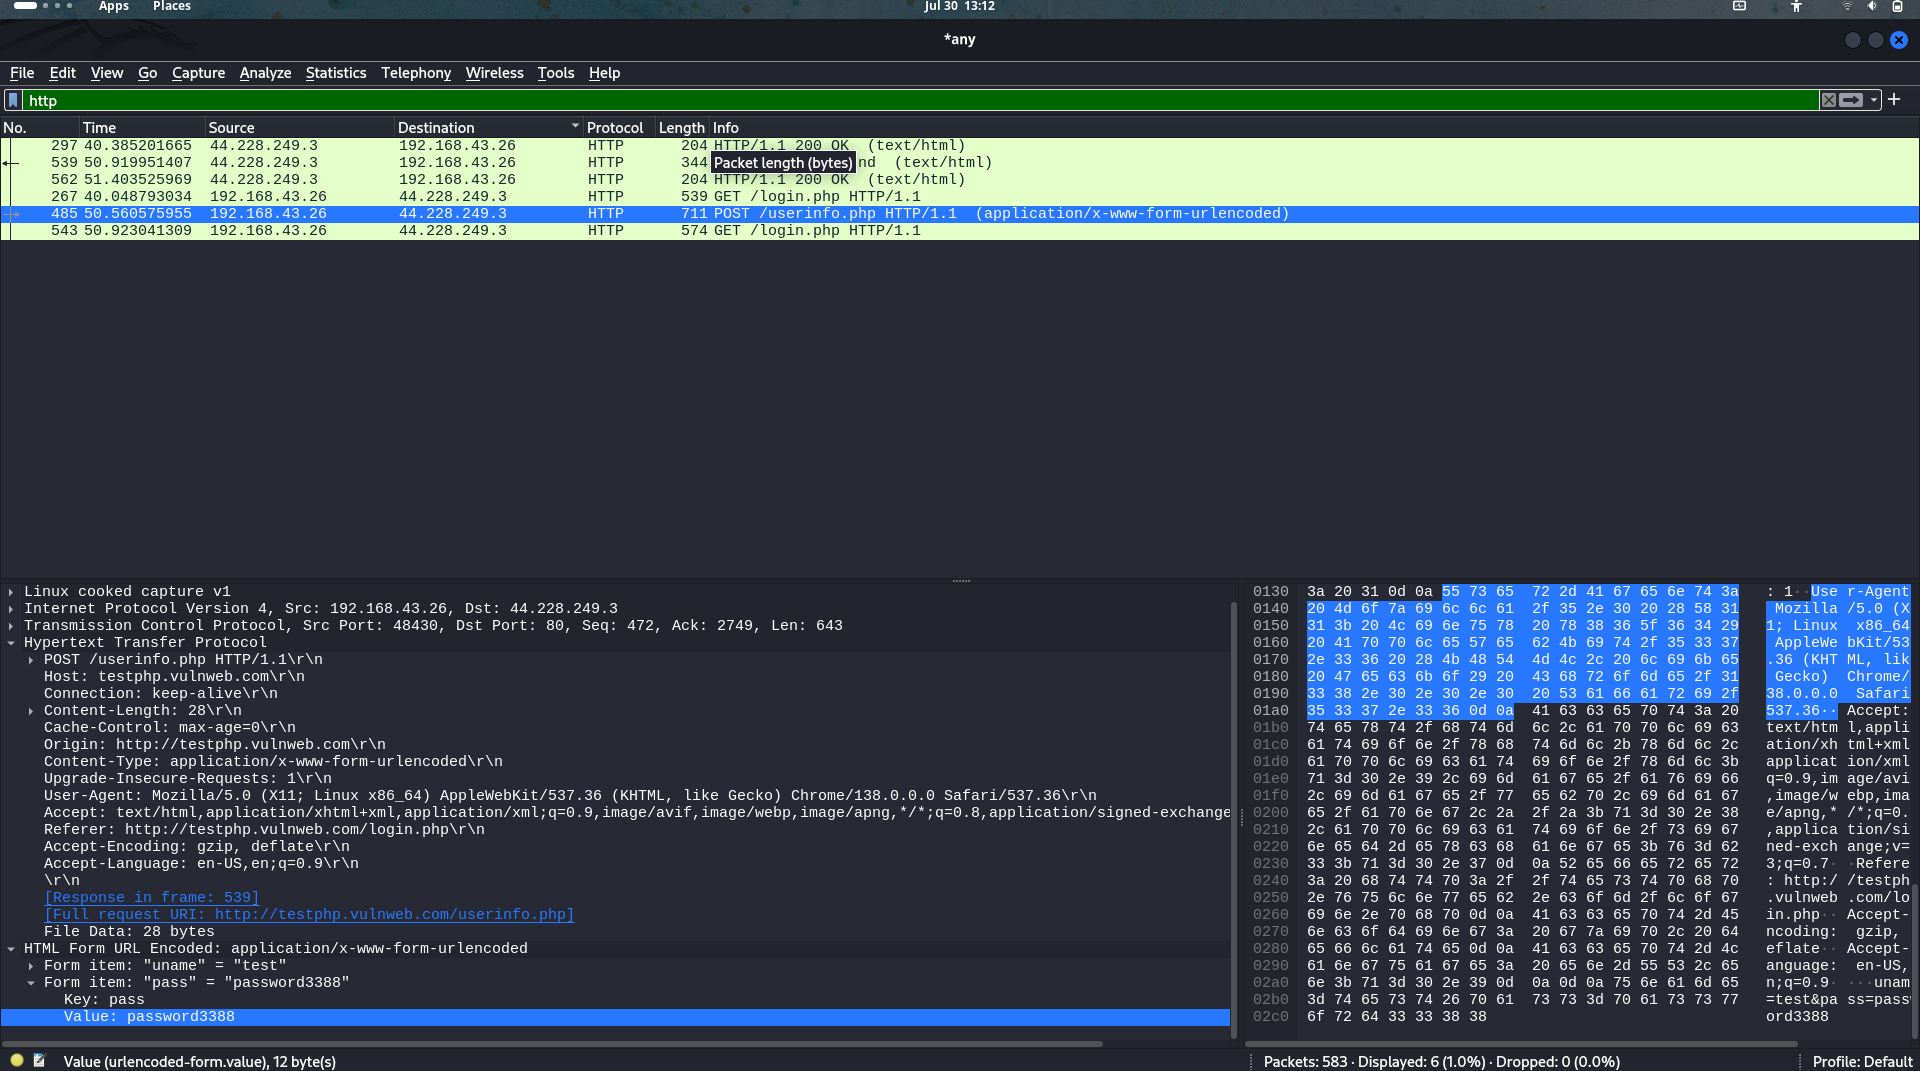 Apps Places Jul 30 13:12
*any
File Edit View Go Capture Analyze Statistics Telephony Wireless Tools Help
http
No. Time Source Destination Protocol Length Info
297 40.385201665 44.228.249.3 192.168.43.26 HTTP 204 HTTP/1.1 200 OK (text/html)
539 50.919951407 44.228.249.3 192.168.43.26 HTTP 344 nd (text/html)
Packet length (bytes)
562 51.403525969 44.228.249.3 192.168.43.26 HTTP 204 HTTP/1.1 200 OK (text/html)
267 40.048793034 192.168.43.26 44.228.249.3 HTTP 539 GET /login.php HTTP/1.1
485 50.560575955 192.168.43.26 44.228.249.3 HTTP 711 POST /userinfo.php HTTP/1.1 (application/x-www-form-urlencoded)
543 50.923041309 192.168.43.26 44.228.249.3 HTTP 574 GET /login.php HTTP/1.1
Linux cooked capture v1
Internet Protocol Version 4, Src: 192.168.43.26, Dst: 44.228.249.3
Transmission Control Protocol, Src Port: 48430, Dst Port: 80, Seq: 472, Ack: 2749, Len: 643
Hypertext Transfer Protocol
POST /userinfo.php HTTP/1.1\r\n
Host: testphp.vulnweb.com\r\n
Connection: keep-alive\r\n
Content-Length: 28\r\n
Cache-Control: max-age=0\r\n
Origin: http://testphp.vulnweb.com\r\n
Content-Type: application/x-www-form-urlencoded\r\n
Upgrade-Insecure-Requests: 1\r\n
User-Agent: Mozilla/5.0 (X11; Linux x86_64) AppleWebKit/537.36 (KHTML, like Gecko) Chrome/138.0.0.0 Safari/537.36\r\n
Accept: text/html,application/xhtml+xml,application/xml;q=0.9,image/avif,image/webp,image/apng,*/*;q=0.8,application/signed-exchange
Referer: http://testphp.vulnweb.com/login.php\r\n
Accept-Encoding: gzip, deflate\r\n
Accept-Language: en-US,en;q=0.9\r\n
\r\n
[Response in frame: 539]
[Full request URI: http://testphp.vulnweb.com/userinfo.php]
File Data: 28 bytes
HTML Form URL Encoded: application/x-www-form-urlencoded
Form item: "uname" = "test"
Form item: "pass" = "password3388"
Key: pass
Value: password3388
0130 3a 20 31 0d 0a 55 73 65 72 2d 41 67 65 6e 74 3a : 1··Use r-Agent
0140 20 4d 6f 7a 69 6c 6c 61 2f 35 2e 30 20 28 58 31 Mozilla /5.0 (X
0150 31 3b 20 4c 69 6e 75 78 20 78 38 36 5f 36 34 29 1; Linux x86_64
0160 20 41 70 70 6c 65 57 65 62 4b 69 74 2f 35 33 37 AppleWe bKit/53
0170 2e 33 36 20 28 4b 48 54 4d 4c 2c 20 6c 69 6b 65 .36 (KHT ML, lik
0180 20 47 65 63 6b 6f 29 20 43 68 72 6f 6d 65 2f 31 Gecko) Chrome/
0190 33 38 2e 30 2e 30 2e 30 20 53 61 66 61 72 69 2f 38.0.0.0 Safari
01a0 35 33 37 2e 33 36 0d 0a 41 63 63 65 70 74 3a 20 537.36·· Accept:
01b0 74 65 78 74 2f 68 74 6d 6c 2c 61 70 70 6c 69 63 text/htm l,appli
01c0 61 74 69 6f 6e 2f 78 68 74 6d 6c 2b 78 6d 6c 2c ation/xh tml+xml
01d0 61 70 70 6c 69 63 61 74 69 6f 6e 2f 78 6d 6c 3b applicat ion/xml
01e0 71 3d 30 2e 39 2c 69 6d 61 67 65 2f 61 76 69 66 q=0.9,im age/avi
01f0 2c 69 6d 61 67 65 2f 77 65 62 70 2c 69 6d 61 67 ,image/w ebp,ima
0200 65 2f 61 70 6e 67 2c 2a 2f 2a 3b 71 3d 30 2e 38 e/apng,* /*;q=0.
0210 2c 61 70 70 6c 69 63 61 74 69 6f 6e 2f 73 69 67 ,applica tion/si
0220 6e 65 64 2d 65 78 63 68 61 6e 67 65 3b 76 3d 62 ned-exch ange;v=
0230 33 3b 71 3d 30 2e 37 0d 0a 52 65 66 65 72 65 72 3;q=0.7· ·Refere
0240 3a 20 68 74 74 70 3a 2f 2f 74 65 73 74 70 68 70 : http:/ /testph
0250 2e 76 75 6c 6e 77 65 62 2e 63 6f 6d 2f 6c 6f 67 .vulnweb .com/lo
0260 69 6e 2e 70 68 70 0d 0a 41 63 63 65 70 74 2d 45 in.php·· Accept-
0270 6e 63 6f 64 69 6e 67 3a 20 67 7a 69 70 2c 20 64 ncoding: gzip,
0280 65 66 6c 61 74 65 0d 0a 41 63 63 65 70 74 2d 4c eflate·· Accept-
0290 61 6e 67 75 61 67 65 3a 20 65 6e 2d 55 53 2c 65 anguage: en-US,
02a0 6e 3b 71 3d 30 2e 39 0d 0a 0d 0a 75 6e 61 6d 65 n;q=0.9· ···unam
02b0 3d 74 65 73 74 26 70 61 73 73 3d 70 61 73 73 77 =test&pa ss=pass
02c0 6f 72 64 33 33 38 38 ord3388
Value (urlencoded-form.value), 12 byte(s) Packets: 583 · Displayed: 6 (1.0%) · Dropped: 0 (0.0%) Profile: Default